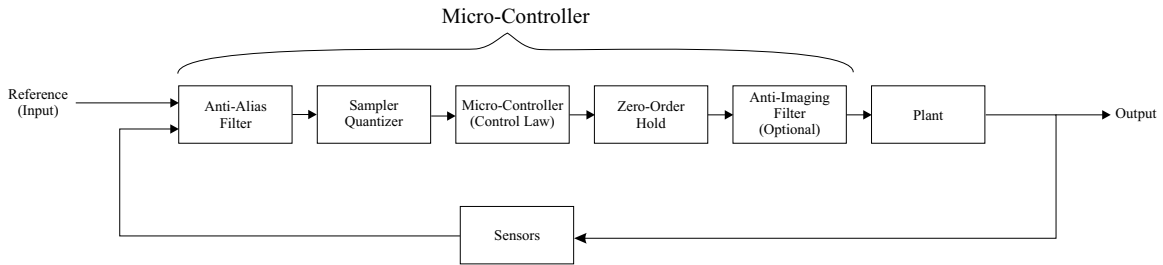 Micro-Controller
Reference
(Input)
Anti-Alias
Filter
Sampler
Quantizer
Micro-Controller
(Control Law)
Zero-Order
Hold
Anti-Imaging
Filter
(Optional)
Plant
Output
Sensors